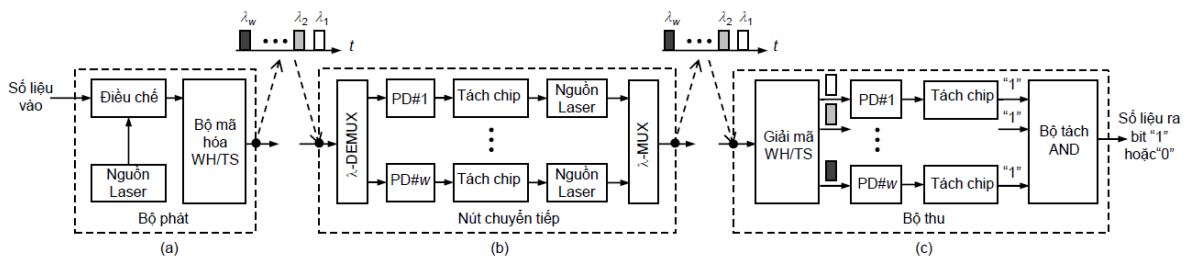 λw ••• λ2 λ1
t
λw ••• λ2 λ1
t
Số liệu
vào
Điều chế
Nguồn
Laser
Bộ mã
hóa
WH/TS
Bộ phát
(a)
λ-DEMUX
PD#1
Tách chip
Nguồn
Laser
PD#w
Tách chip
Nguồn
Laser
λ-MUX
Nút chuyển tiếp
(b)
Giải mã
WH/TS
PD#1
Tách chip
"1"
"1"
PD#w
Tách chip
"1"
Bộ tách
AND
Số liệu ra
bit "1"
hoặc"0"
Bộ thu
(c)